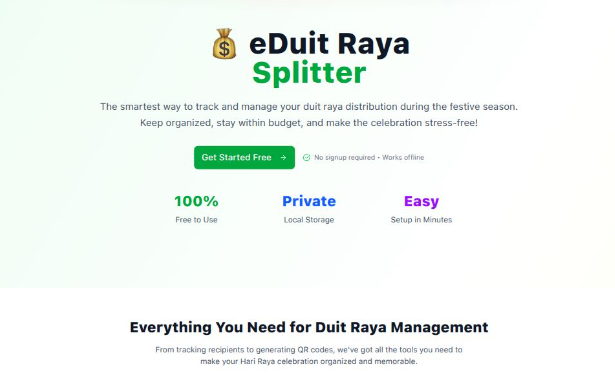 eDuit Raya
Splitter
The smartest way to track and manage your duit raya distribution during the festive season.
Keep organized, stay within budget, and make the celebration stress-free!
Get Started Free →
No signup required • Works offline
100%
Free to Use
Private
Local Storage
Easy
Setup in Minutes
Everything You Need for Duit Raya Management
From tracking recipients to generating QR codes, we've got all the tools you need to
make your Hari Raya celebration organized and memorable.